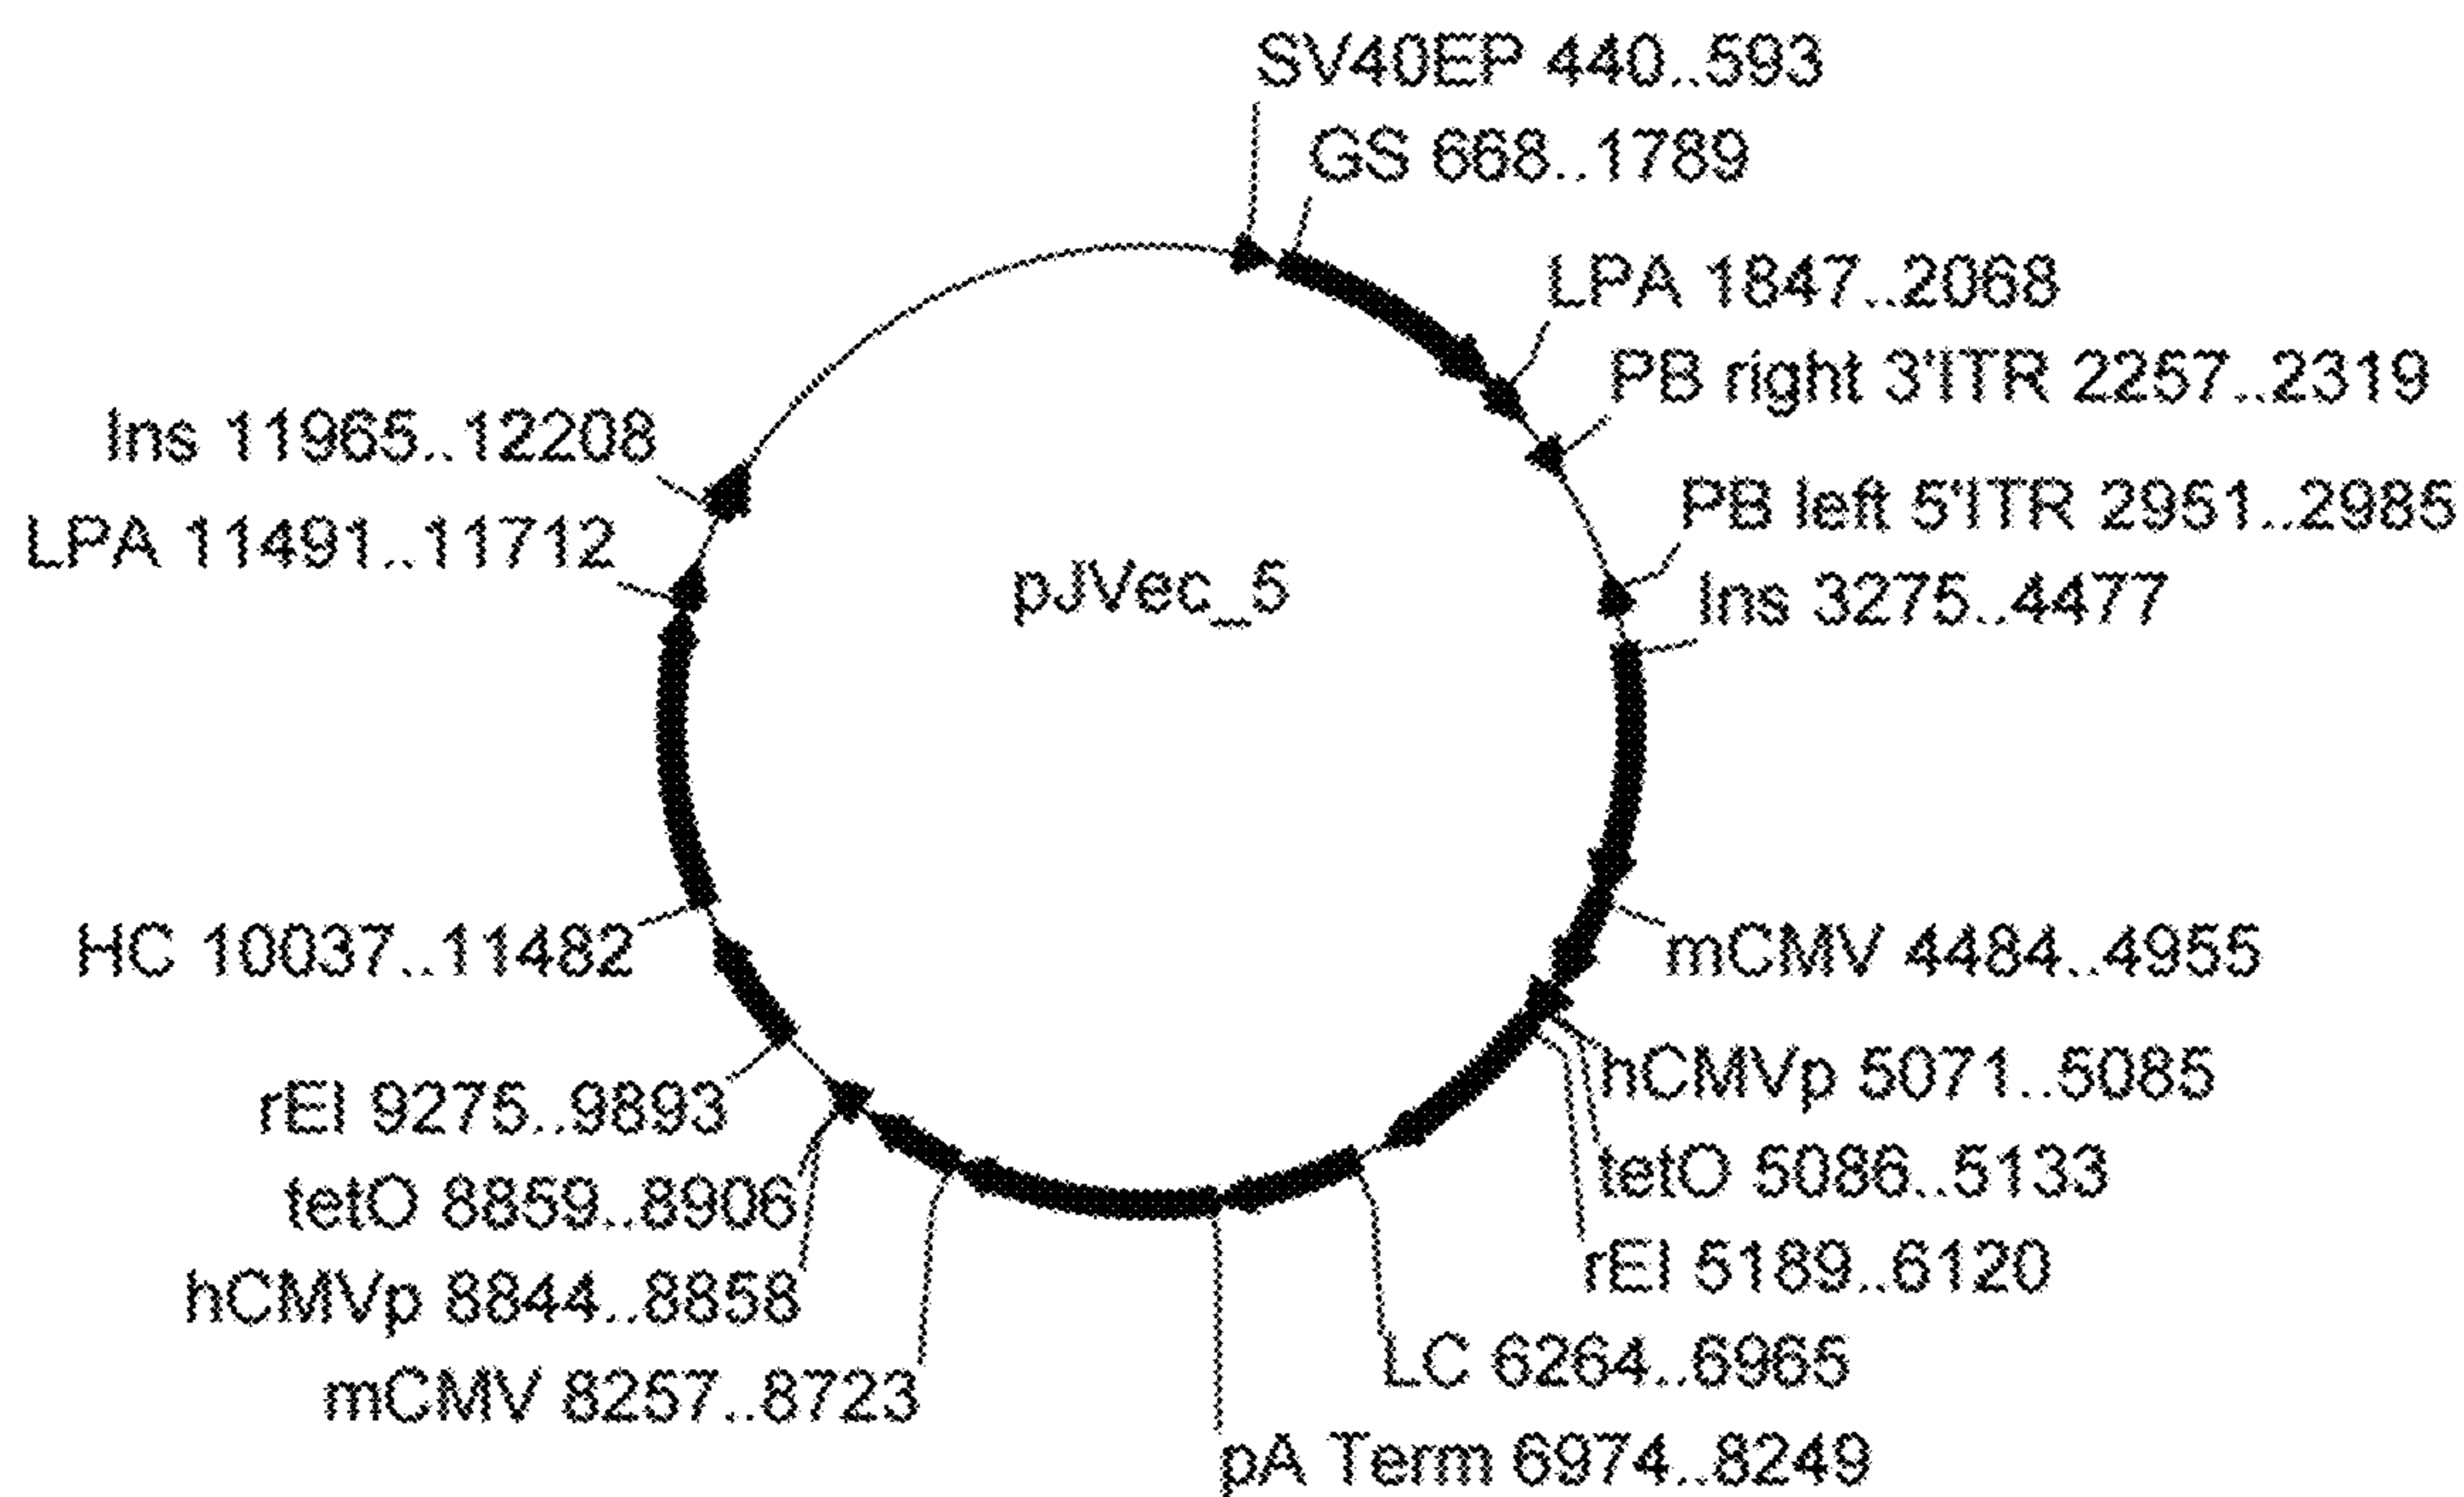 SV40EP 440..593
GS 668..1789
LPA 1847..2068
PB right 3'ITR 2257..2319
PB left 5'ITR 2951..2985
Ins 3275..4477
mCMV 4484..4955
hCMVp 5071..5085
tetO 5086..5133
rEI 5189..6120
LC 6264..6965
pA Term 6974..8249
mCMV 8257..8723
hCMVp 8844..8858
tetO 8859..8906
rEI 9275..9893
HC 10037..11482
LPA 11491..11712
Ins 11965..12208
pJVec_5